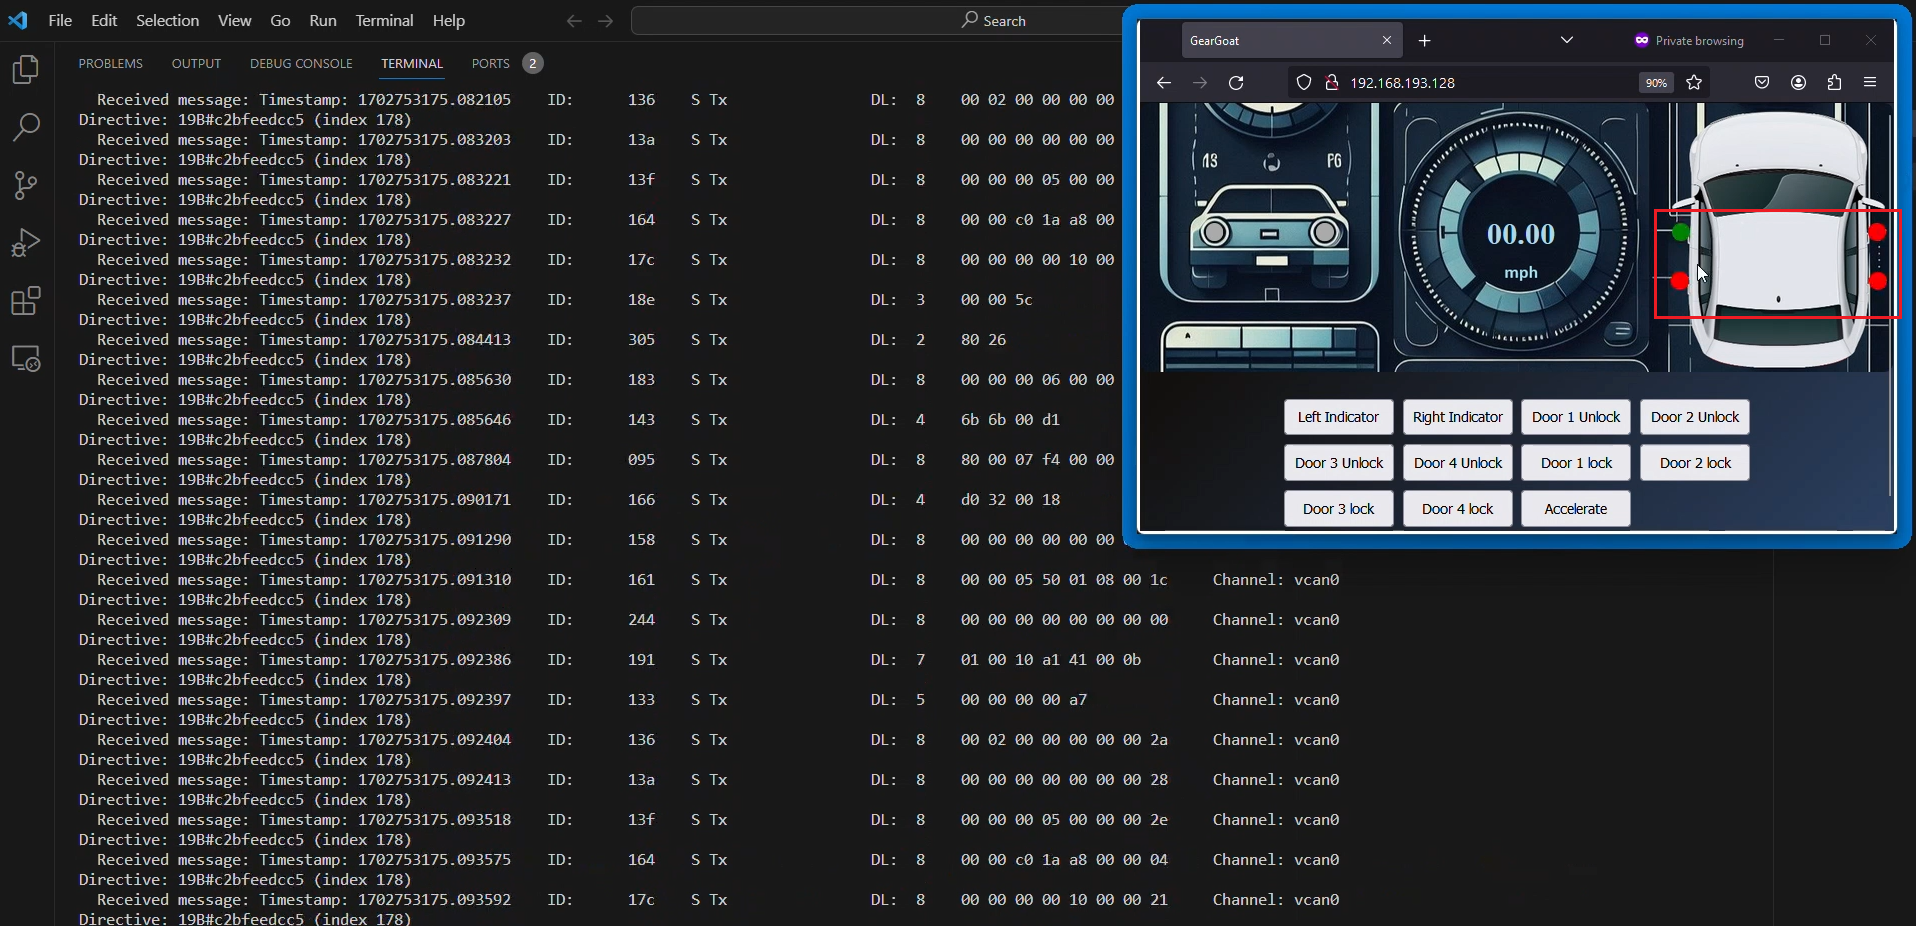 File Edit Selection View Go Run Terminal Help
Search
PROBLEMS OUTPUT DEBUG CONSOLE TERMINAL PORTS 2
Received message: Timestamp: 1702753175.082105 ID: 136 S Tx DL: 8 00 02 00 00 00 00
Directive: 19B#c2bfeedcc5 (index 178)
Received message: Timestamp: 1702753175.083203 ID: 13a S Tx DL: 8 00 00 00 00 00 00
Directive: 19B#c2bfeedcc5 (index 178)
Received message: Timestamp: 1702753175.083221 ID: 13f S Tx DL: 8 00 00 00 05 00 00
Directive: 19B#c2bfeedcc5 (index 178)
Received message: Timestamp: 1702753175.083227 ID: 164 S Tx DL: 8 00 00 c0 1a a8 00
Directive: 19B#c2bfeedcc5 (index 178)
Received message: Timestamp: 1702753175.083232 ID: 17c S Tx DL: 8 00 00 00 00 10 00
Directive: 19B#c2bfeedcc5 (index 178)
Received message: Timestamp: 1702753175.083237 ID: 18e S Tx DL: 3 00 00 5c
Directive: 19B#c2bfeedcc5 (index 178)
Received message: Timestamp: 1702753175.084413 ID: 305 S Tx DL: 2 80 26
Directive: 19B#c2bfeedcc5 (index 178)
Received message: Timestamp: 1702753175.085630 ID: 183 S Tx DL: 8 00 00 00 06 00 00
Directive: 19B#c2bfeedcc5 (index 178)
Received message: Timestamp: 1702753175.085646 ID: 143 S Tx DL: 4 6b 6b 00 d1
Directive: 19B#c2bfeedcc5 (index 178)
Received message: Timestamp: 1702753175.087804 ID: 095 S Tx DL: 8 80 00 07 f4 00 00
Directive: 19B#c2bfeedcc5 (index 178)
Received message: Timestamp: 1702753175.090171 ID: 166 S Tx DL: 4 d0 32 00 18
Directive: 19B#c2bfeedcc5 (index 178)
Received message: Timestamp: 1702753175.091290 ID: 158 S Tx DL: 8 00 00 00 00 00 00
Directive: 19B#c2bfeedcc5 (index 178)
Received message: Timestamp: 1702753175.091310 ID: 161 S Tx DL: 8 00 00 05 50 01 08 00 1c Channel: vcan0
Directive: 19B#c2bfeedcc5 (index 178)
Received message: Timestamp: 1702753175.092309 ID: 244 S Tx DL: 8 00 00 00 00 00 00 00 00 Channel: vcan0
Directive: 19B#c2bfeedcc5 (index 178)
Received message: Timestamp: 1702753175.092386 ID: 191 S Tx DL: 7 01 00 10 a1 41 00 0b Channel: vcan0
Directive: 19B#c2bfeedcc5 (index 178)
Received message: Timestamp: 1702753175.092397 ID: 133 S Tx DL: 5 00 00 00 00 a7 Channel: vcan0
Directive: 19B#c2bfeedcc5 (index 178)
Received message: Timestamp: 1702753175.092404 ID: 136 S Tx DL: 8 00 02 00 00 00 00 00 2a Channel: vcan0
Directive: 19B#c2bfeedcc5 (index 178)
Received message: Timestamp: 1702753175.092413 ID: 13a S Tx DL: 8 00 00 00 00 00 00 00 28 Channel: vcan0
Directive: 19B#c2bfeedcc5 (index 178)
Received message: Timestamp: 1702753175.093518 ID: 13f S Tx DL: 8 00 00 00 05 00 00 00 2e Channel: vcan0
Directive: 19B#c2bfeedcc5 (index 178)
Received message: Timestamp: 1702753175.093575 ID: 164 S Tx DL: 8 00 00 c0 1a a8 00 00 04 Channel: vcan0
Directive: 19B#c2bfeedcc5 (index 178)
Received message: Timestamp: 1702753175.093592 ID: 17c S Tx DL: 8 00 00 00 00 10 00 00 21 Channel: vcan0
Directive: 19B#c2bfeedcc5 (index 178)
GearGoat
Private browsing
192.168.193.128 90%
PG
00.00
mph
Left Indicator Right Indicator Door 1 Unlock Door 2 Unlock
Door 3 Unlock Door 4 Unlock Door 1 lock Door 2 lock
Door 3 lock Door 4 lock Accelerate